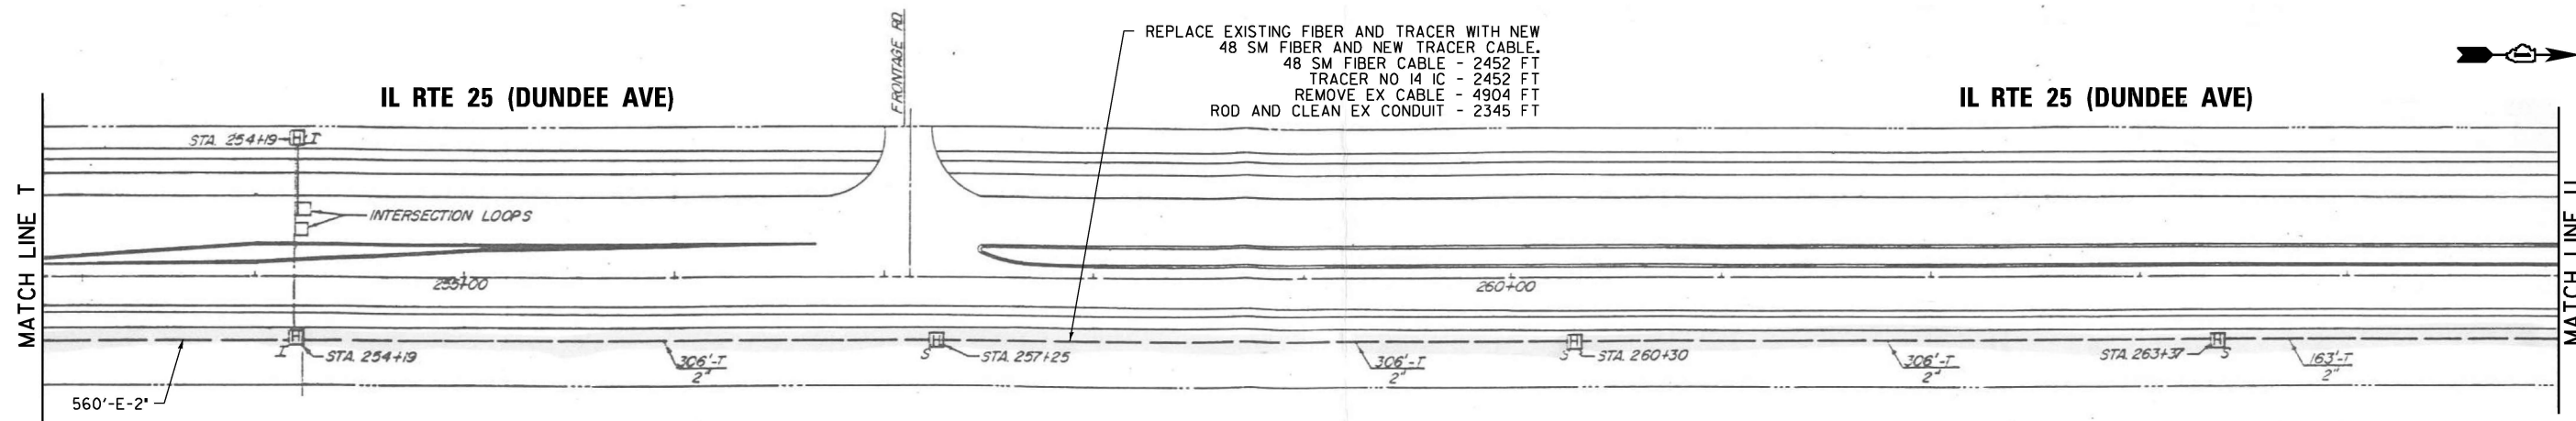 REPLACE EXISTING FIBER AND TRACER WITH NEW
48 SM FIBER AND NEW TRACER CABLE.
48 SM FIBER CABLE - 2452 FT
TRACER NO 14 1C - 2452 FT
REMOVE EX CABLE - 4904 FT
ROD AND CLEAN EX CONDUIT - 2345 FT
FRONTAGE RD
IL RTE 25 (DUNDEE AVE)
IL RTE 25 (DUNDEE AVE)
STA. 254+19
H
I
MATCH LINE T
INTERSECTION LOOPS
MATCH LINE U
255+00
260+00
H
I
STA. 254+19
306'-T
2"
H
S
STA. 257+25
306'-T
2"
H
S
STA. 260+30
306'-T
2"
STA. 263+37
H
S
163'-T
2"
560'-E-2"